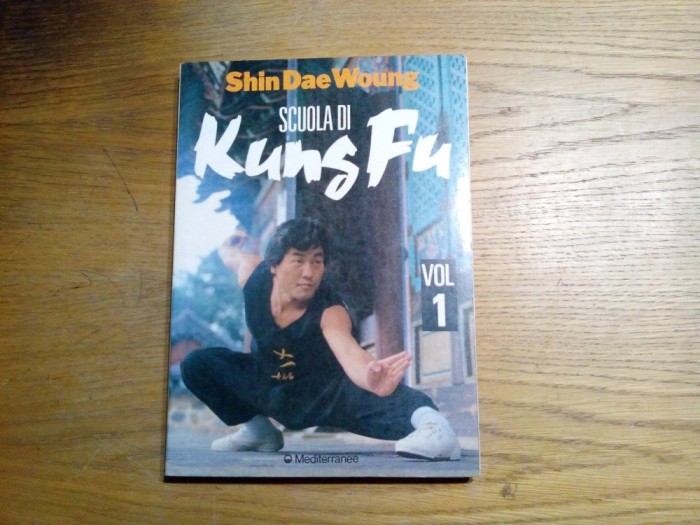 Shin Dae Woung
SCUOLA DI
Kung Fu
VOL
1
Mediterranee